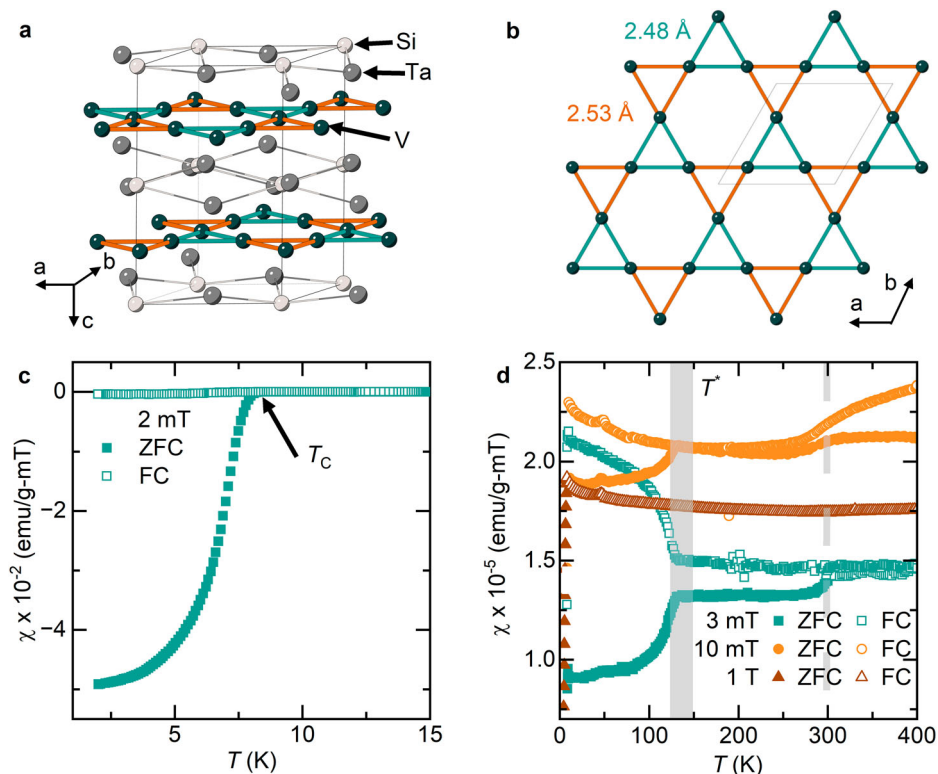 a
Si
Ta
V
a
b
c
b
2.48 Å
2.53 Å
b
a
c
0
−2
−4
χ x 10⁻² (emu/g-mT)
2 mT
ZFC
FC
T_C
5
10
15
T (K)
d
2.5
2.0
1.5
1.0
χ x 10⁻⁵ (emu/g-mT)
T*
3 mT ZFC FC
10 mT ZFC FC
1 T ZFC FC
0
100
200
300
400
T (K)